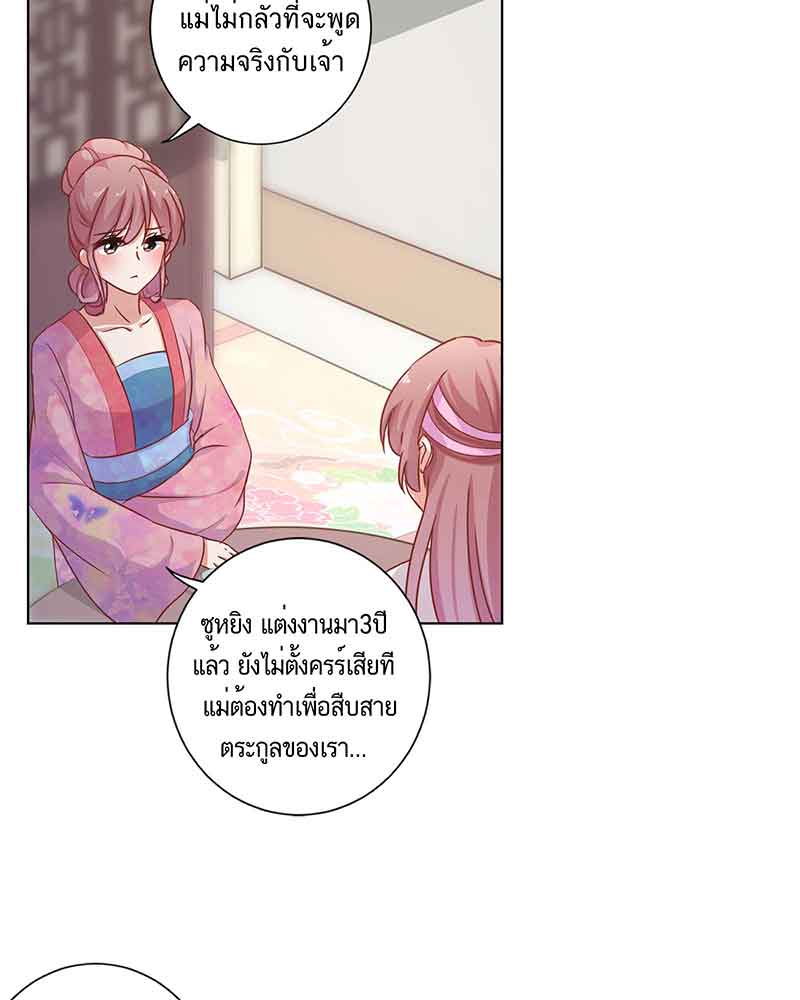 แม่ไม่กลัวที่จะพูด
ความจริงกับเจ้า
ซูหยิง แต่งงานมา3ปี
แล้ว ยังไม่ตั้งครรร์เสียที
แม่ต้องทำเพื่อสืบสาย
ตระกูลของเรา...